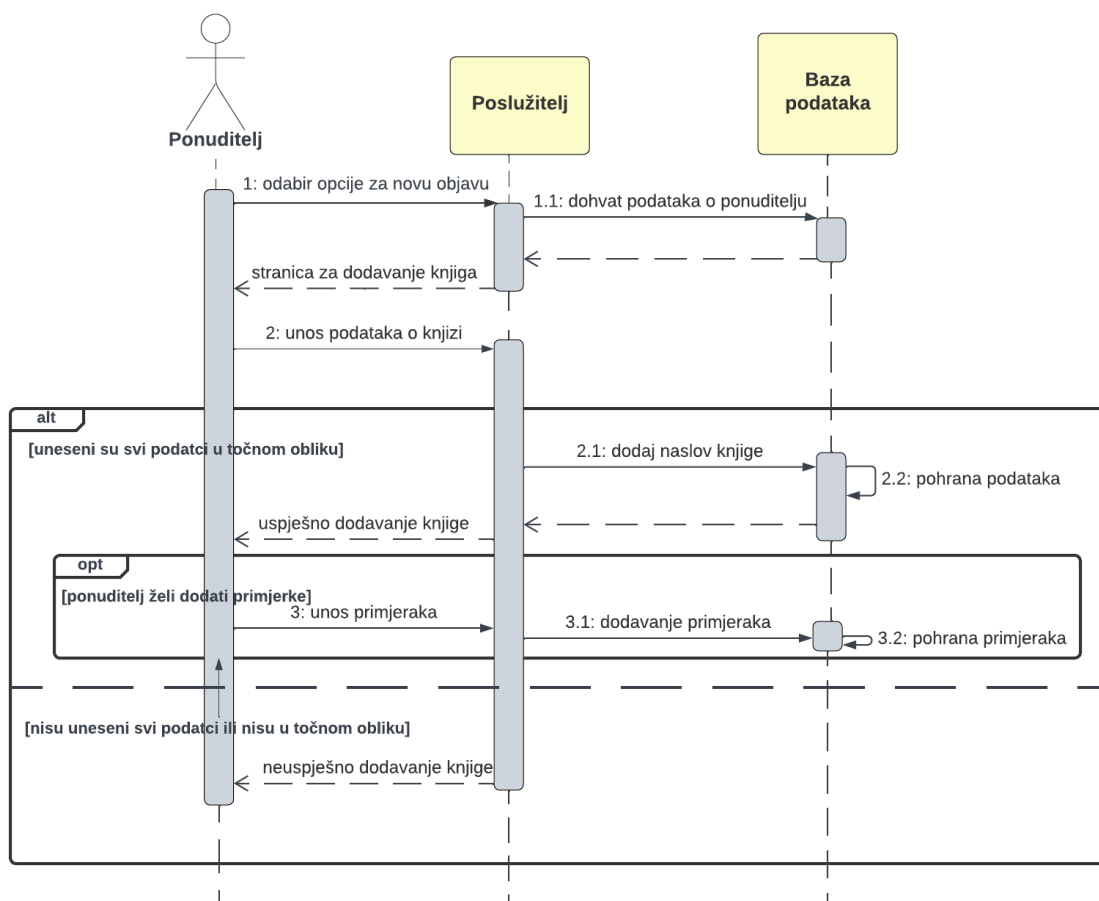 Ponuditelj
Poslužitelj
Baza
podataka
1: odabir opcije za novu objavu
1.1: dohvat podataka o ponuditelju
stranica za dodavanje knjiga
2: unos podataka o knjizi
alt
[uneseni su svi podatci u točnom obliku]
2.1: dodaj naslov knjige
2.2: pohrana podataka
uspješno dodavanje knjige
opt
[ponuditelj želi dodati primjerke]
3: unos primjeraka
3.1: dodavanje primjeraka
3.2: pohrana primjeraka
[nisu uneseni svi podatci ili nisu u točnom obliku]
neuspješno dodavanje knjige